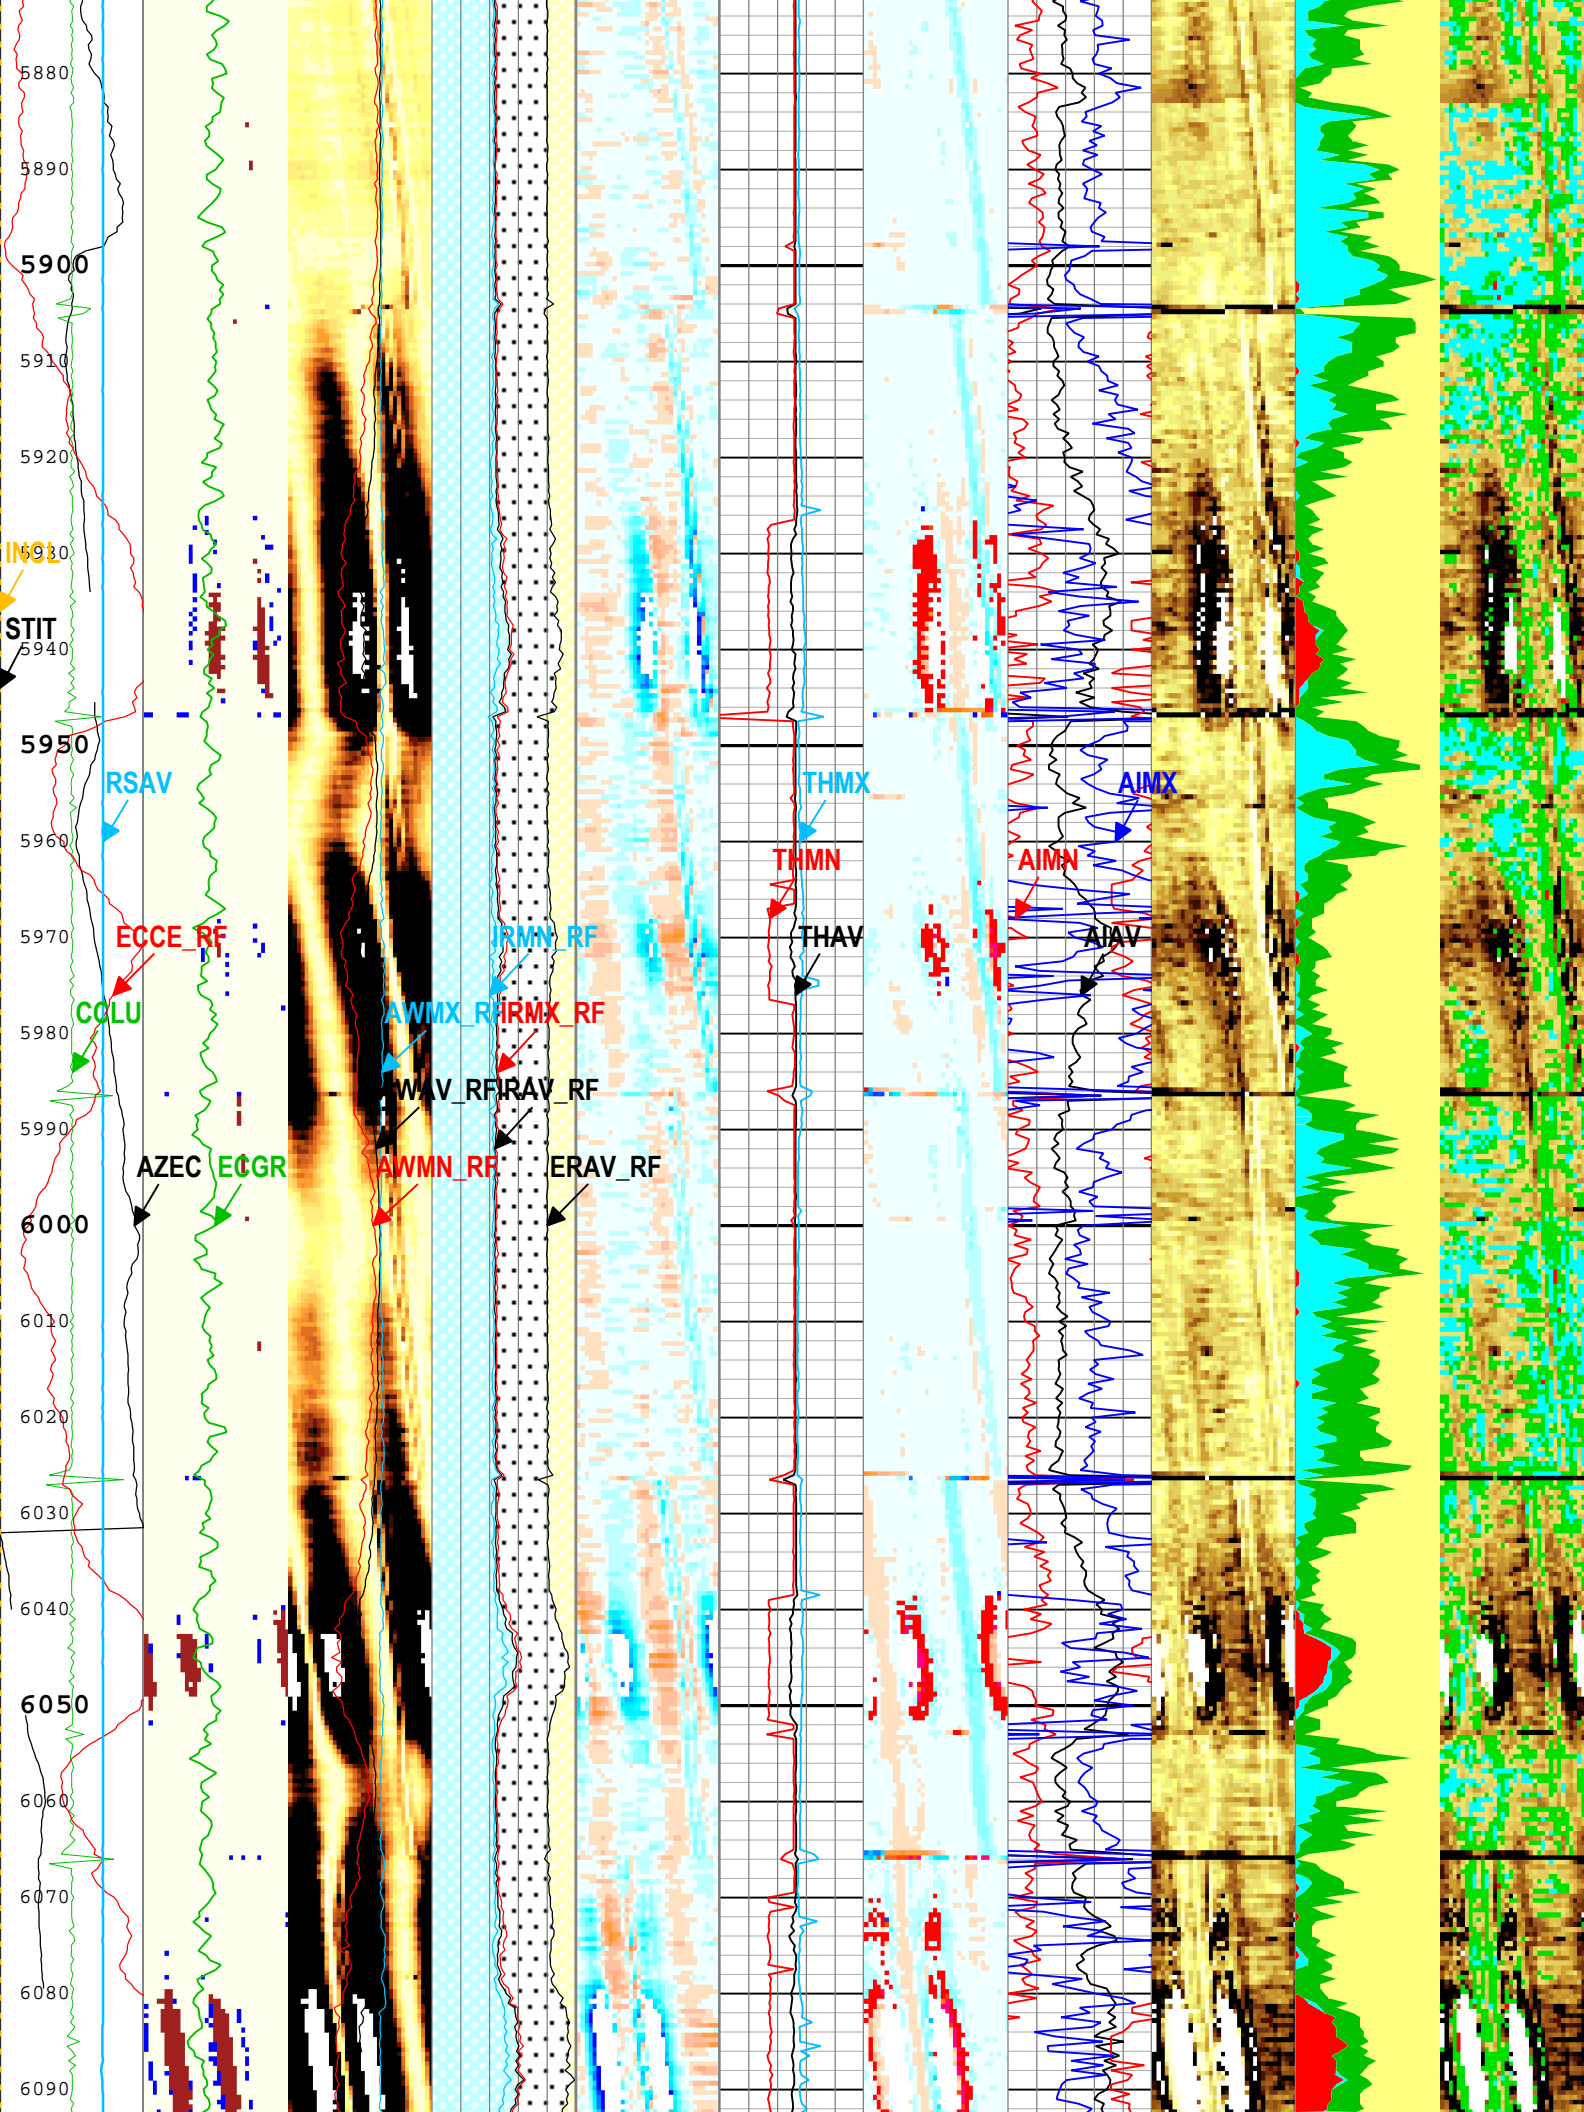 5880
5890
5900
5910
5920
INCL
5930
STIT
5940
5950
RSAV
THMX
AIMX
5960
THMN
AIMN
5970
ECCE_RF
IRMN_RF
THAV
AIAV
CCLU
AWMX_RF
IRMX_RF
5980
WAV_RF
IRAV_RF
5990
AZEC
ECGR
AWMN_RF
ERAV_RF
6000
6010
6020
6030
6040
6050
6060
6070
6080
6090